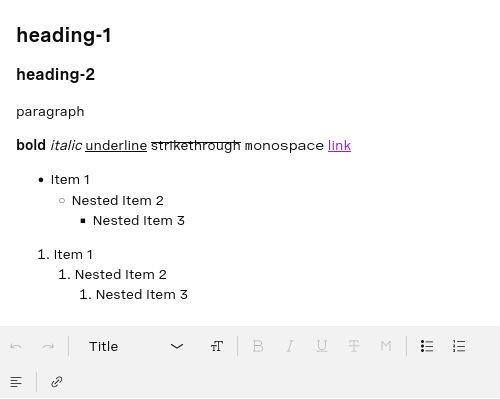 heading-1
heading-2
paragraph
bold italic underline strikethrough monospace link
• Item 1
○ Nested Item 2
▪ Nested Item 3
1. Item 1
1. Nested Item 2
1. Nested Item 3
Title TT B I U T M